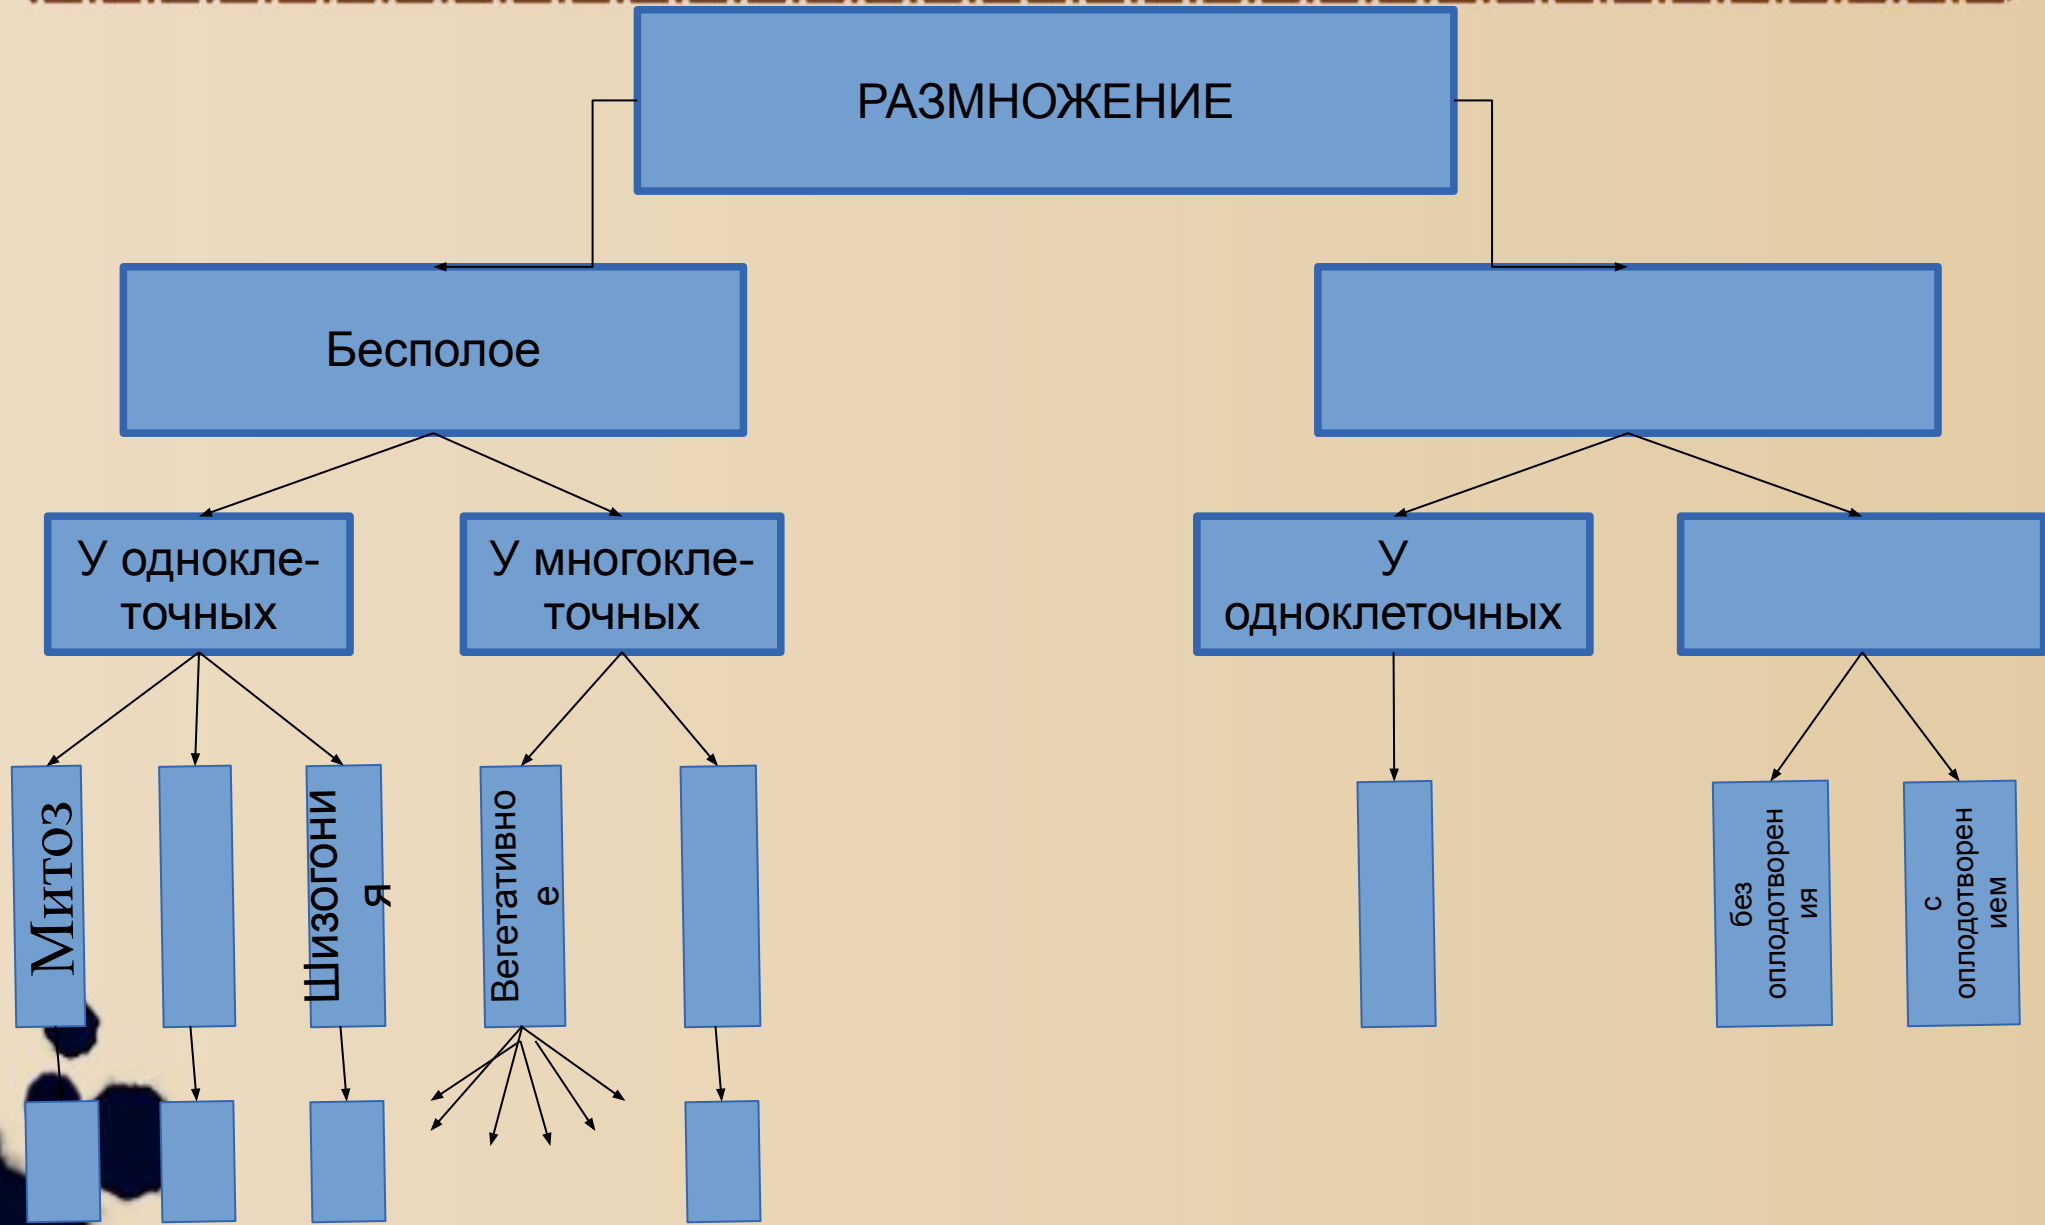 РАЗМНОЖЕНИЕ
Бесполое
У однокле-
точных
У многокле-
точных
У
одноклеточных
Митоз
Шизогони
я
Вегетативно
е
без
оплодотворен
ия
с
оплодотворен
ием